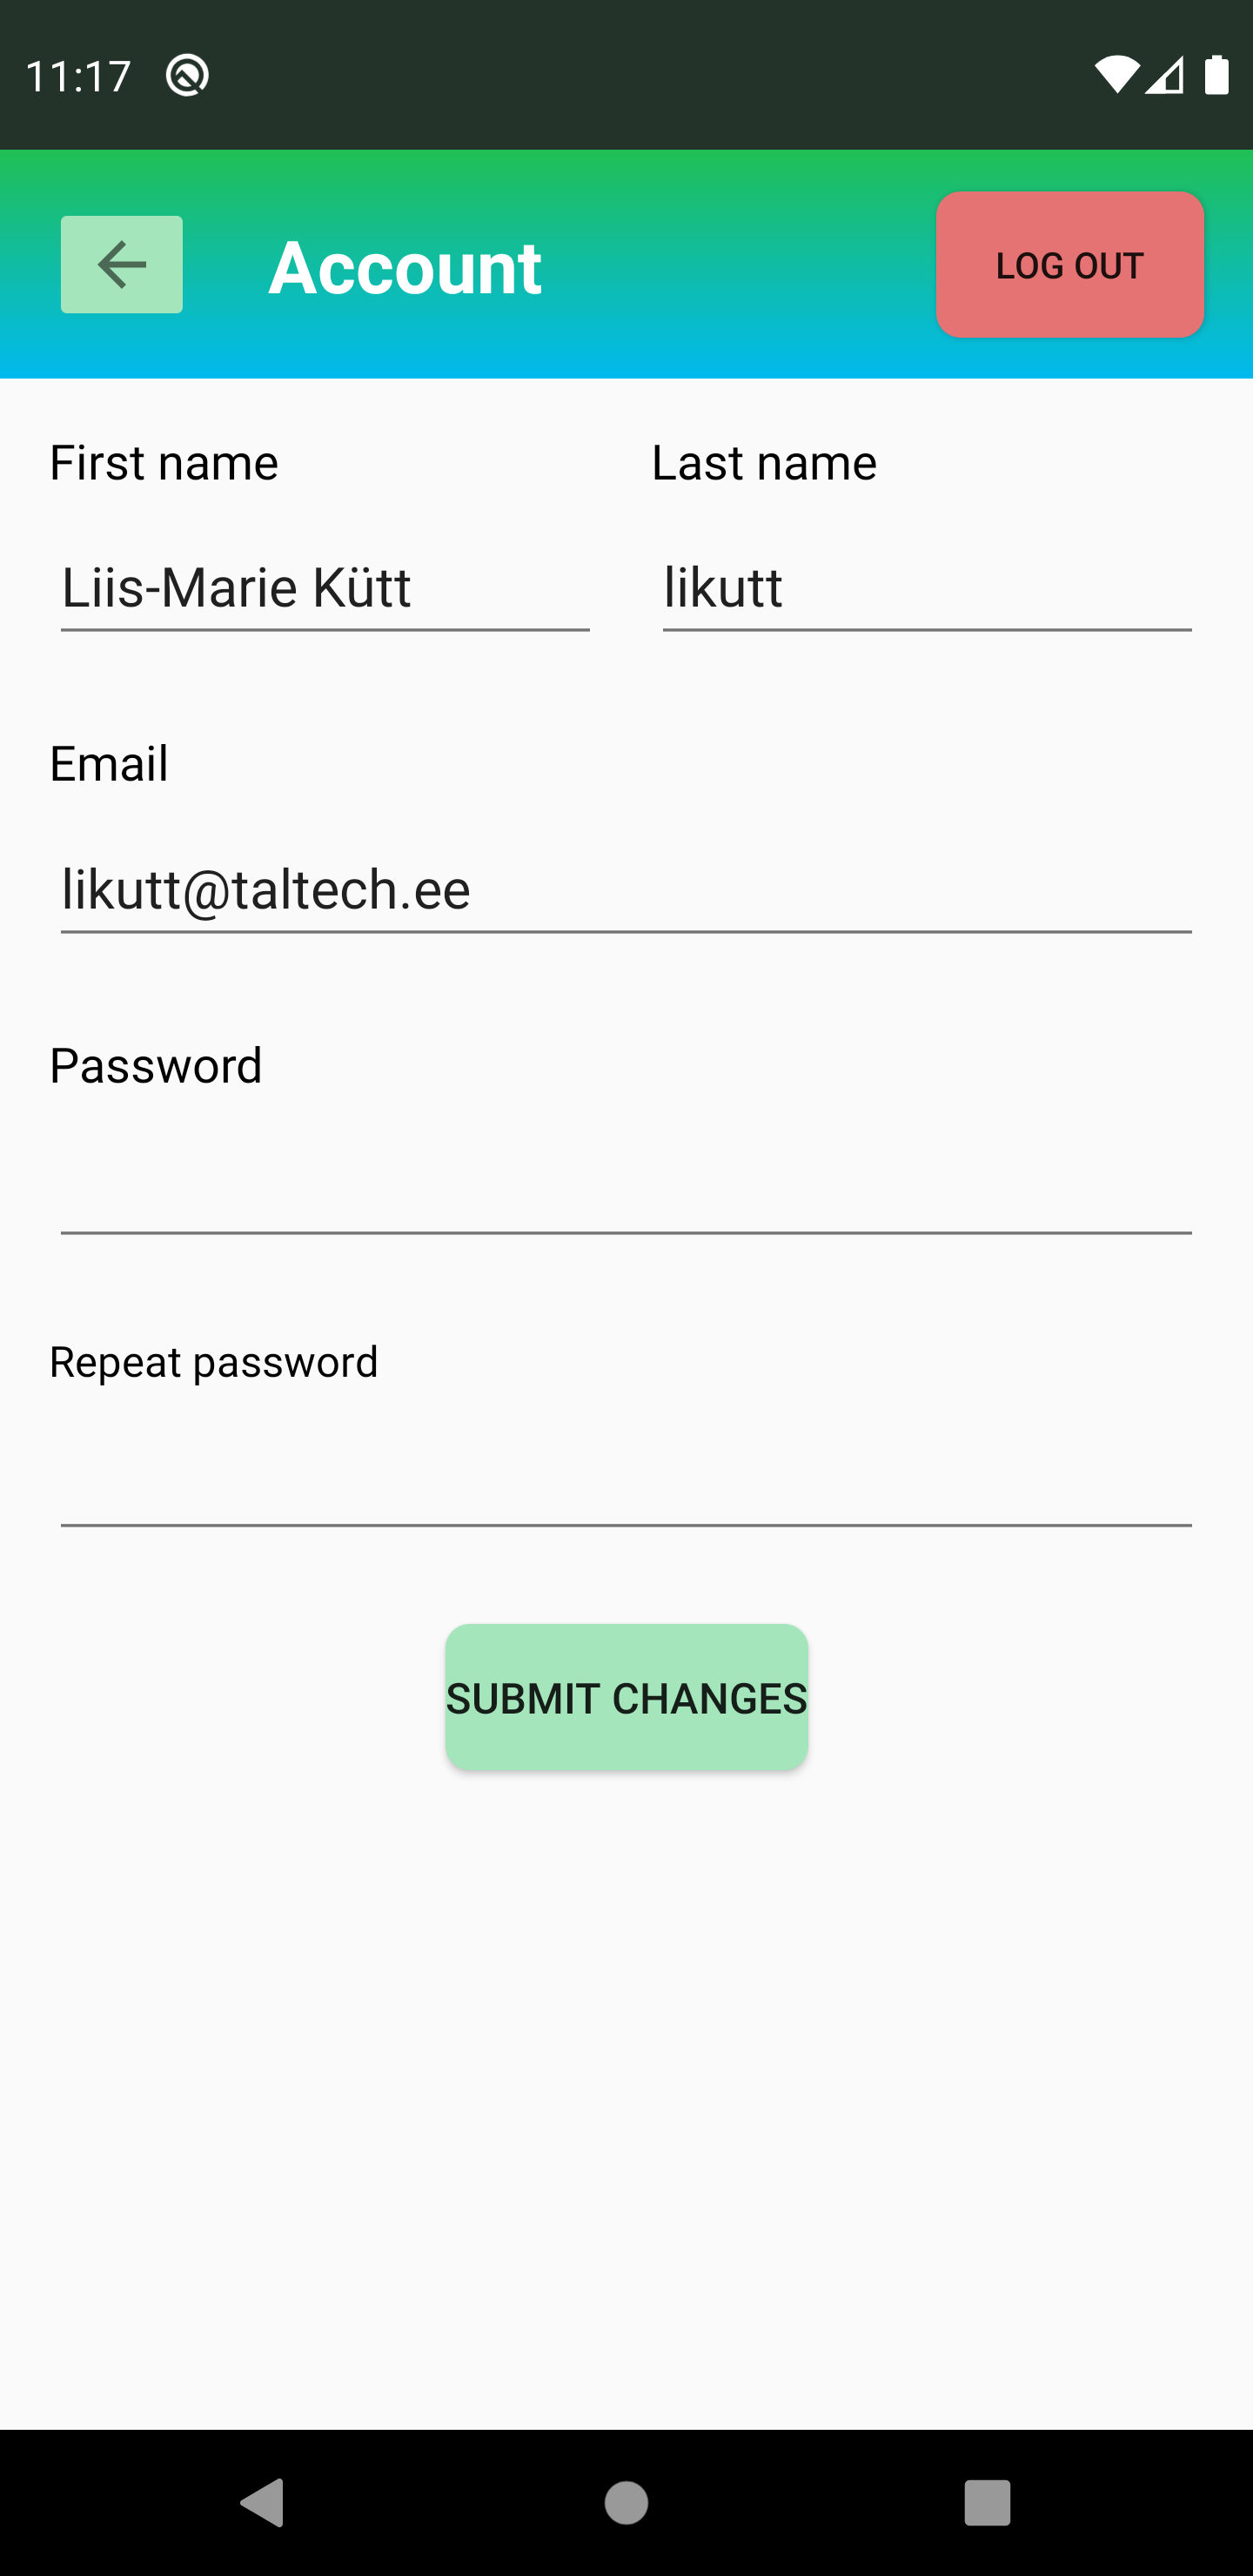 11:17
Account
LOG OUT
First name
Last name
Liis-Marie Kütt
likutt
Email
likutt@taltech.ee
Password
Repeat password
SUBMIT CHANGES